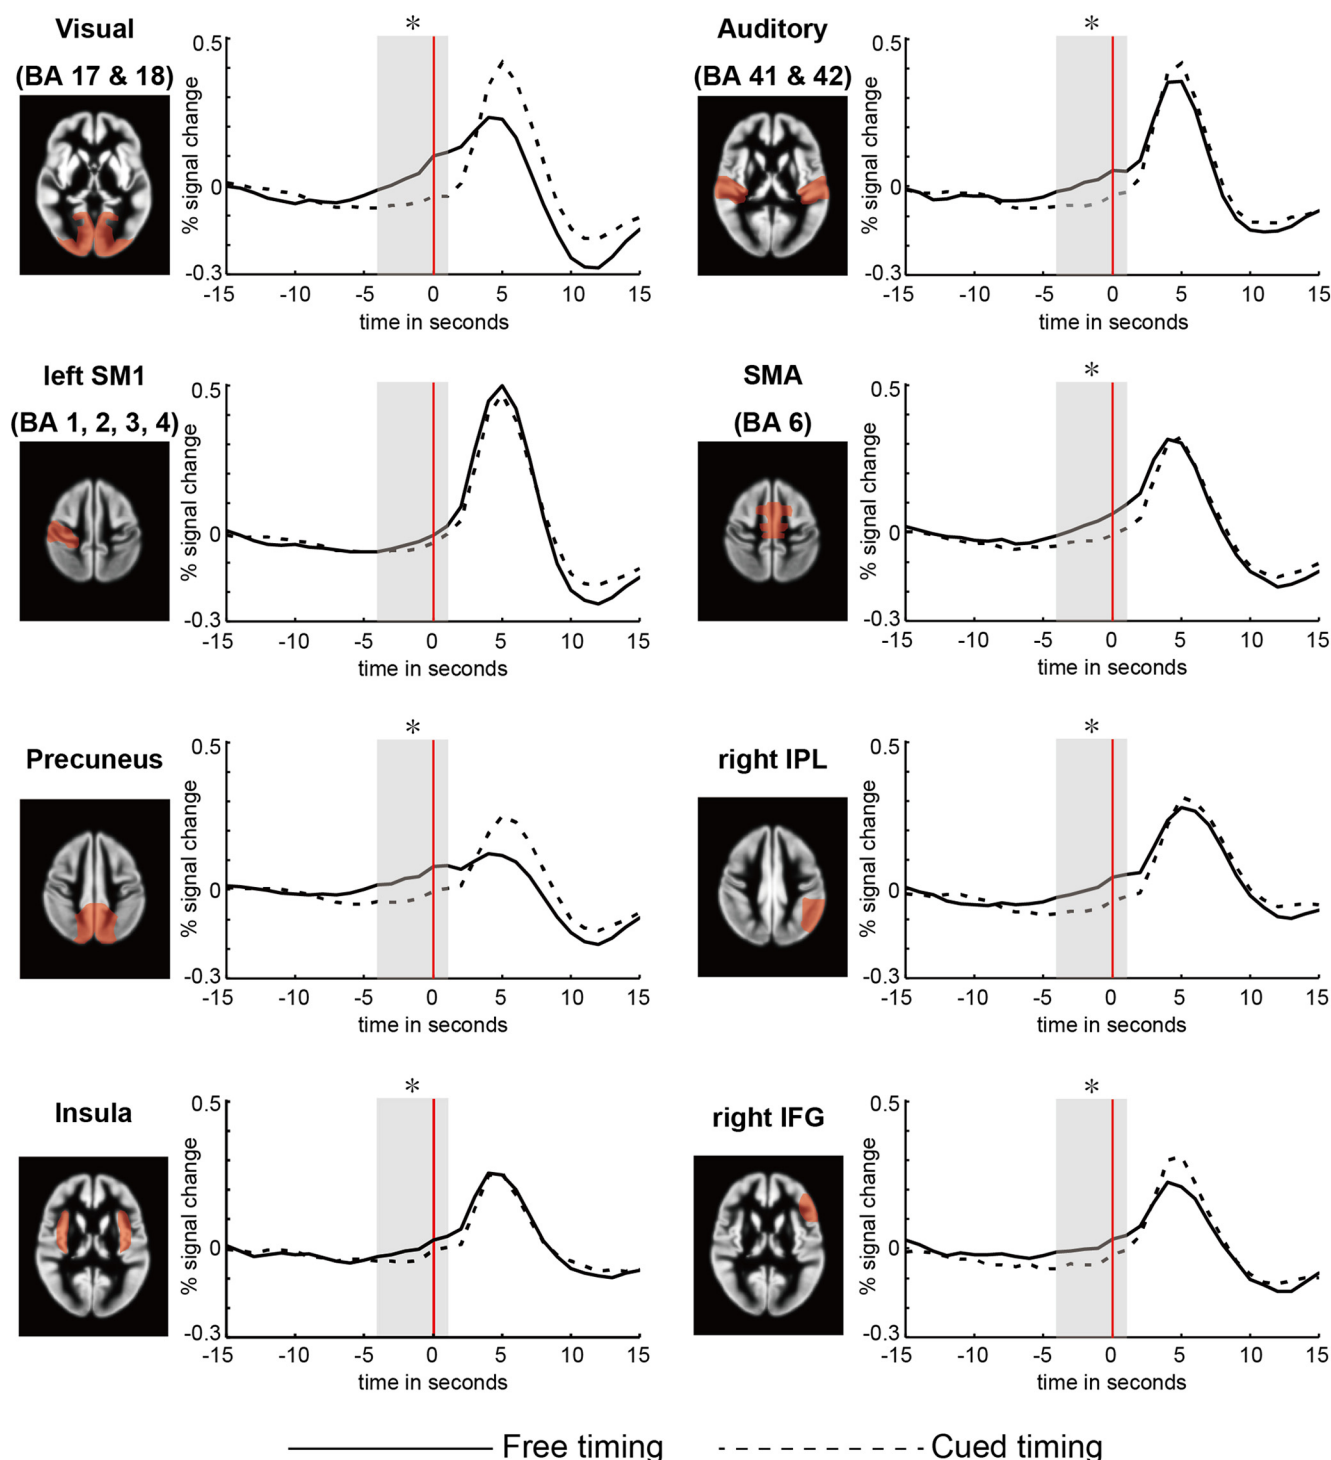 Visual
(BA 17 & 18)
*
0.5
0
-0.3
% signal change
-15 -10 -5 0 5 10 15
time in seconds
Auditory
(BA 41 & 42)
*
0.5
0
-0.3
% signal change
-15 -10 -5 0 5 10 15
time in seconds
left SM1
(BA 1, 2, 3, 4)
0.5
0
-0.3
% signal change
-15 -10 -5 0 5 10 15
time in seconds
SMA
(BA 6)
*
0.5
0
-0.3
% signal change
-15 -10 -5 0 5 10 15
time in seconds
Precuneus
*
0.5
0
-0.3
% signal change
-15 -10 -5 0 5 10 15
time in seconds
right IPL
*
0.5
0
-0.3
% signal change
-15 -10 -5 0 5 10 15
time in seconds
Insula
*
0.5
0
-0.3
% signal change
-15 -10 -5 0 5 10 15
time in seconds
right IFG
*
0.5
0
-0.3
% signal change
-15 -10 -5 0 5 10 15
time in seconds
Free timing
Cued timing